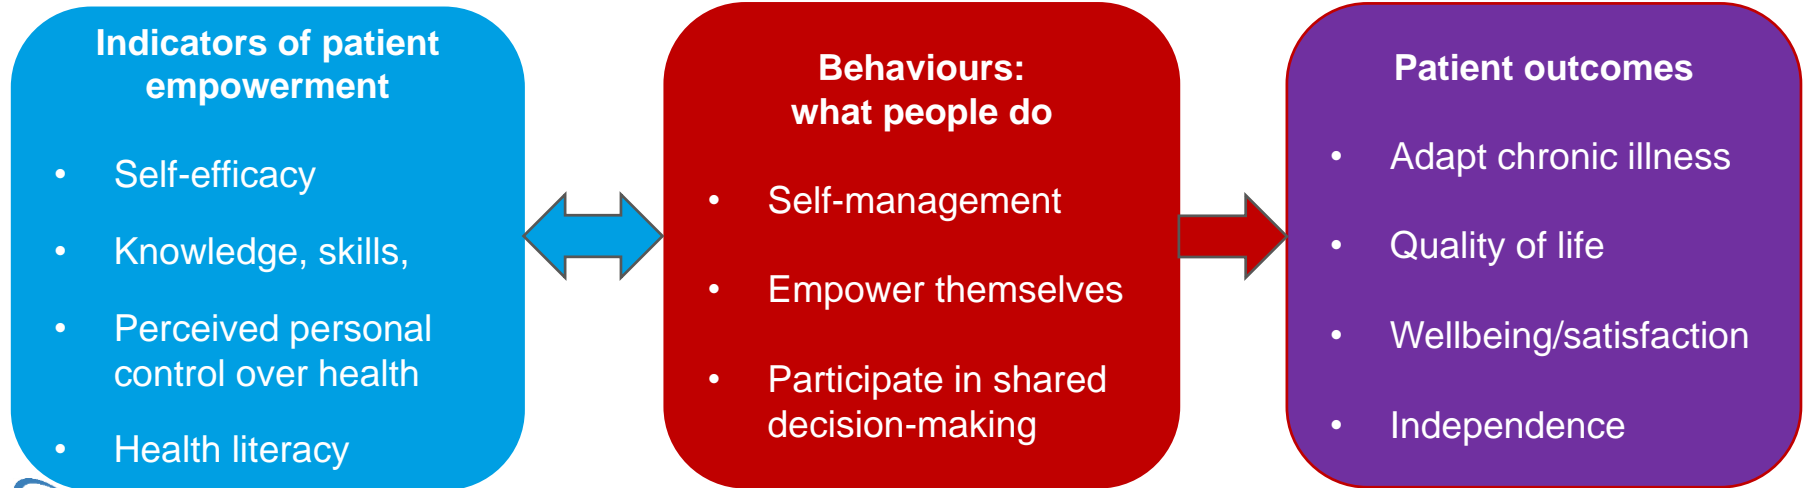 Indicators of patient
empowerment
• Self-efficacy
• Knowledge, skills,
• Perceived personal
control over health
• Health literacy
Behaviours:
what people do
• Self-management
• Empower themselves
• Participate in shared
decision-making
Patient outcomes
• Adapt chronic illness
• Quality of life
• Wellbeing/satisfaction
• Independence